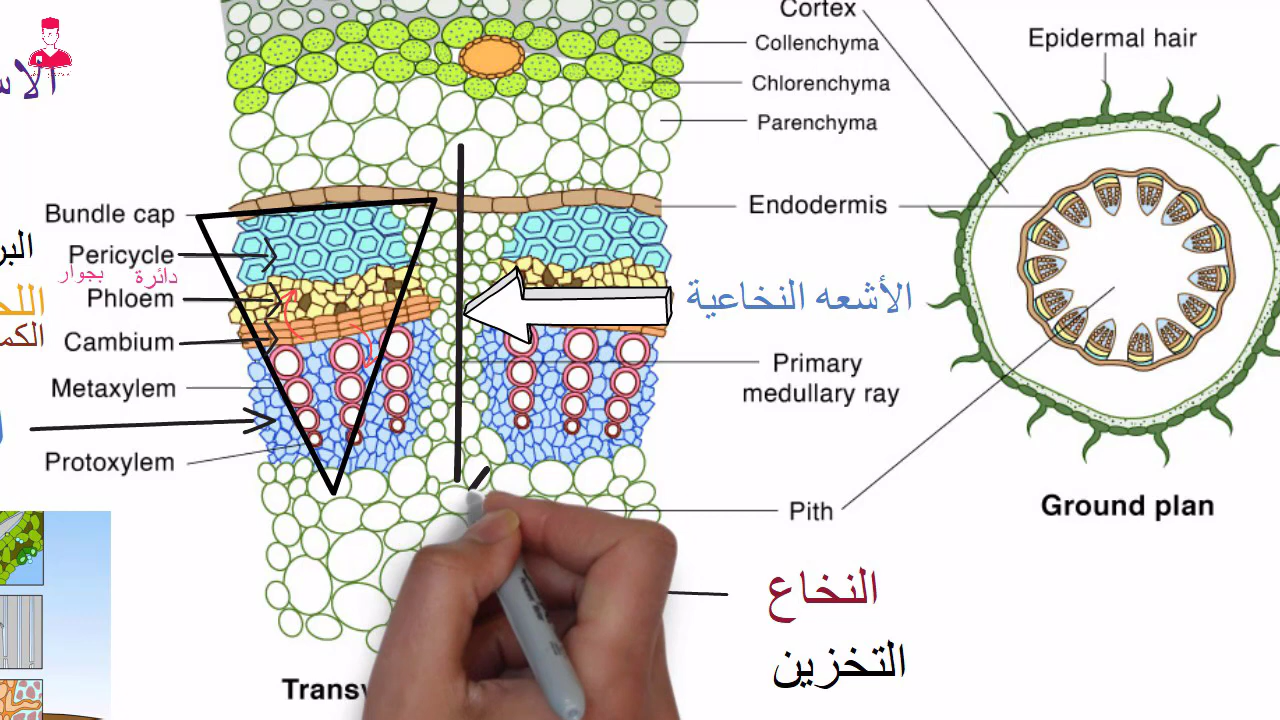 Cortex
Collenchyma
Chlorenchyma
Parenchyma
Endodermis
الأشعه النخاعية
Primary
medullary ray
Pith
النخاع
التخزين
Epidermal hair
Ground plan
Bundle cap
Pericycle
دائرة بجوار
Phloem
Cambium
Metaxylem
Protoxylem